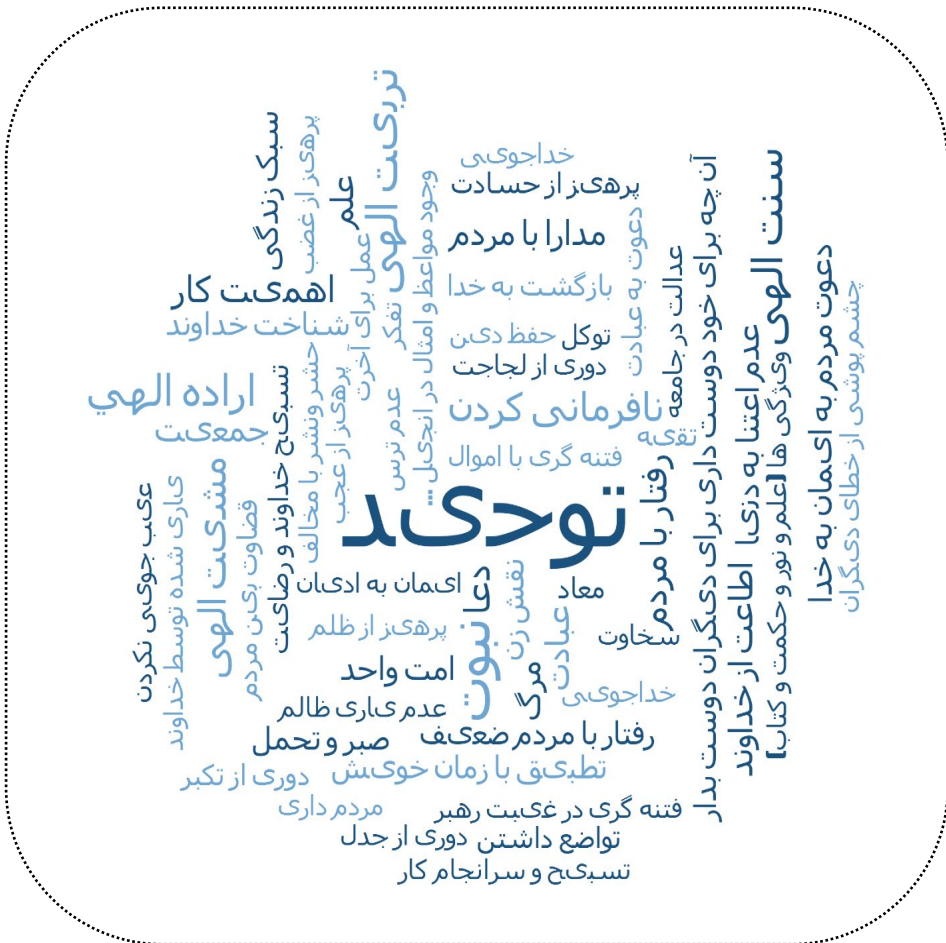 تربیت الهی
سبک زندگی
پرهیز از غضب
علم
خداجویی
پرهیز از حسادت
آن چه برای خود دوست داری برای دیگران دوست بدار
سنت الهی
وجود مواعظ و امثال در انجیل ...
مدارا با مردم
دعوت به عبادت
عدالت در جامعه
دعوت مردم به ایمان به خدا
چشم پوشی از خطای دیگران
اهمیت کار
عمل برای آخرت
تفکر
بازگشت به خدا
شناخت خداوند
توکل
حفظ دین
دوری از لجاجت
عدم اعتنا به دنیا
ویژگی ها (علم و نور و حکمت و کتاب)
اراده الهي
جمعیت
تسبیح خداوند و رضایت
حشر ونشر با مخالف
پرهیز از عجب
عدم ترس
نافرمانی کردن
تقیه
فتنه گری با اموال
رفتار با مردم
توحید
عیب جویی نکردن
یاری شده توسط خداوند
مشیت الهی
قضاوت بین مردم
ایمان به ادیان
دعا
نقش زن
معاد
اطاعت از خداوند
پرهیز از ظلم
نبوت
عبادت
سخاوت
امت واحد
مرگ
خداجویی
عدم یاری ظالم
صبر و تحمل
رفتار با مردم ضعیف
دوری از تکبر
تطبیق با زمان خویش
مردم داری
فتنه گری در غیبت رهبر
دوری از جدل
تواضع داشتن
تسبیح و سرانجام کار